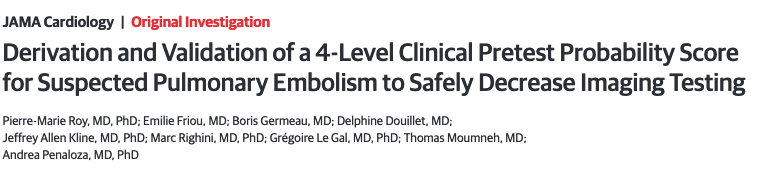 JAMA Cardiology | Original Investigation
Derivation and Validation of a 4-Level Clinical Pretest Probability Score
for Suspected Pulmonary Embolism to Safely Decrease Imaging Testing
Pierre-Marie Roy, MD, PhD; Emilie Friou, MD; Boris Germeau, MD; Delphine Douillet, MD;
Jeffrey Allen Kline, MD, PhD; Marc Righini, MD, PhD; Grégoire Le Gal, MD, PhD; Thomas Moumneh, MD;
Andrea Penaloza, MD, PhD